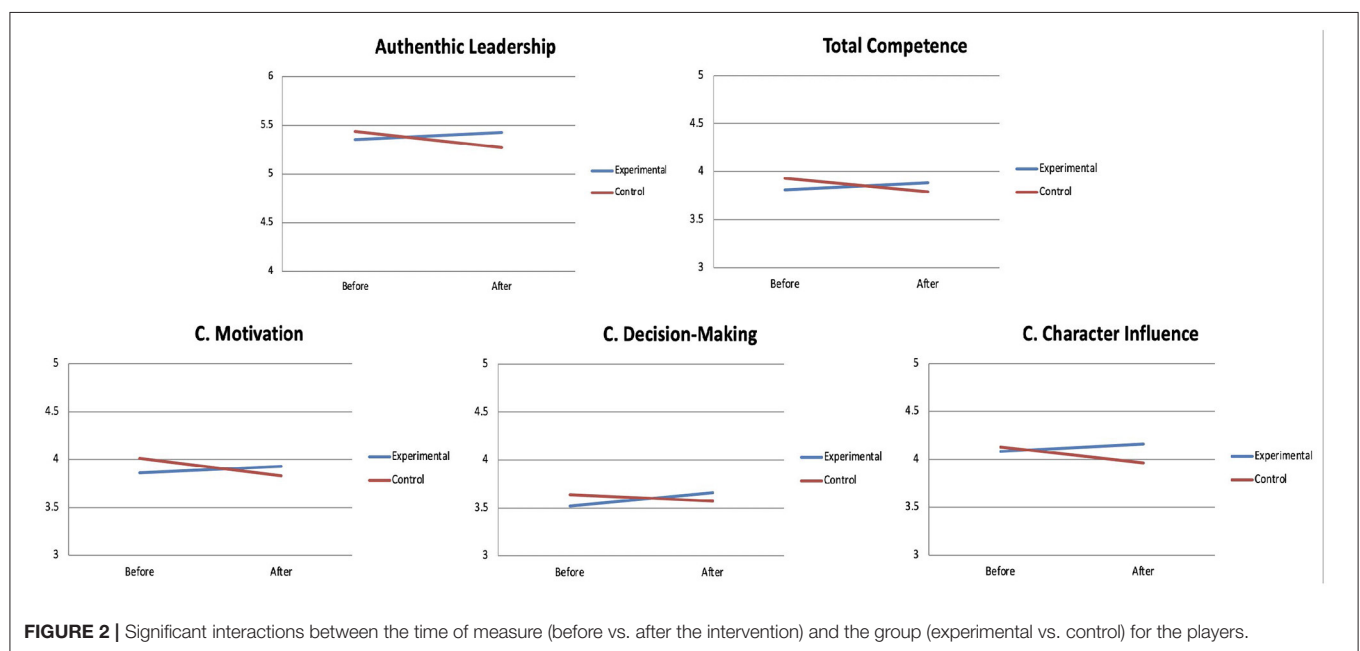 Authenthic Leadership
6
5.5
5
4.5
4
Before
After
Experimental
Control
Total Competence
5
4.5
4
3.5
3
Before
After
Experimental
Control
C. Motivation
5
4.5
4
3.5
3
Before
After
Experimental
Control
C. Decision-Making
5
4.5
4
3.5
3
Before
After
Experimental
Control
C. Character Influence
5
4.5
4
3.5
3
Before
After
Experimental
Control
FIGURE 2 | Significant interactions between the time of measure (before vs. after the intervention) and the group (experimental vs. control) for the players.